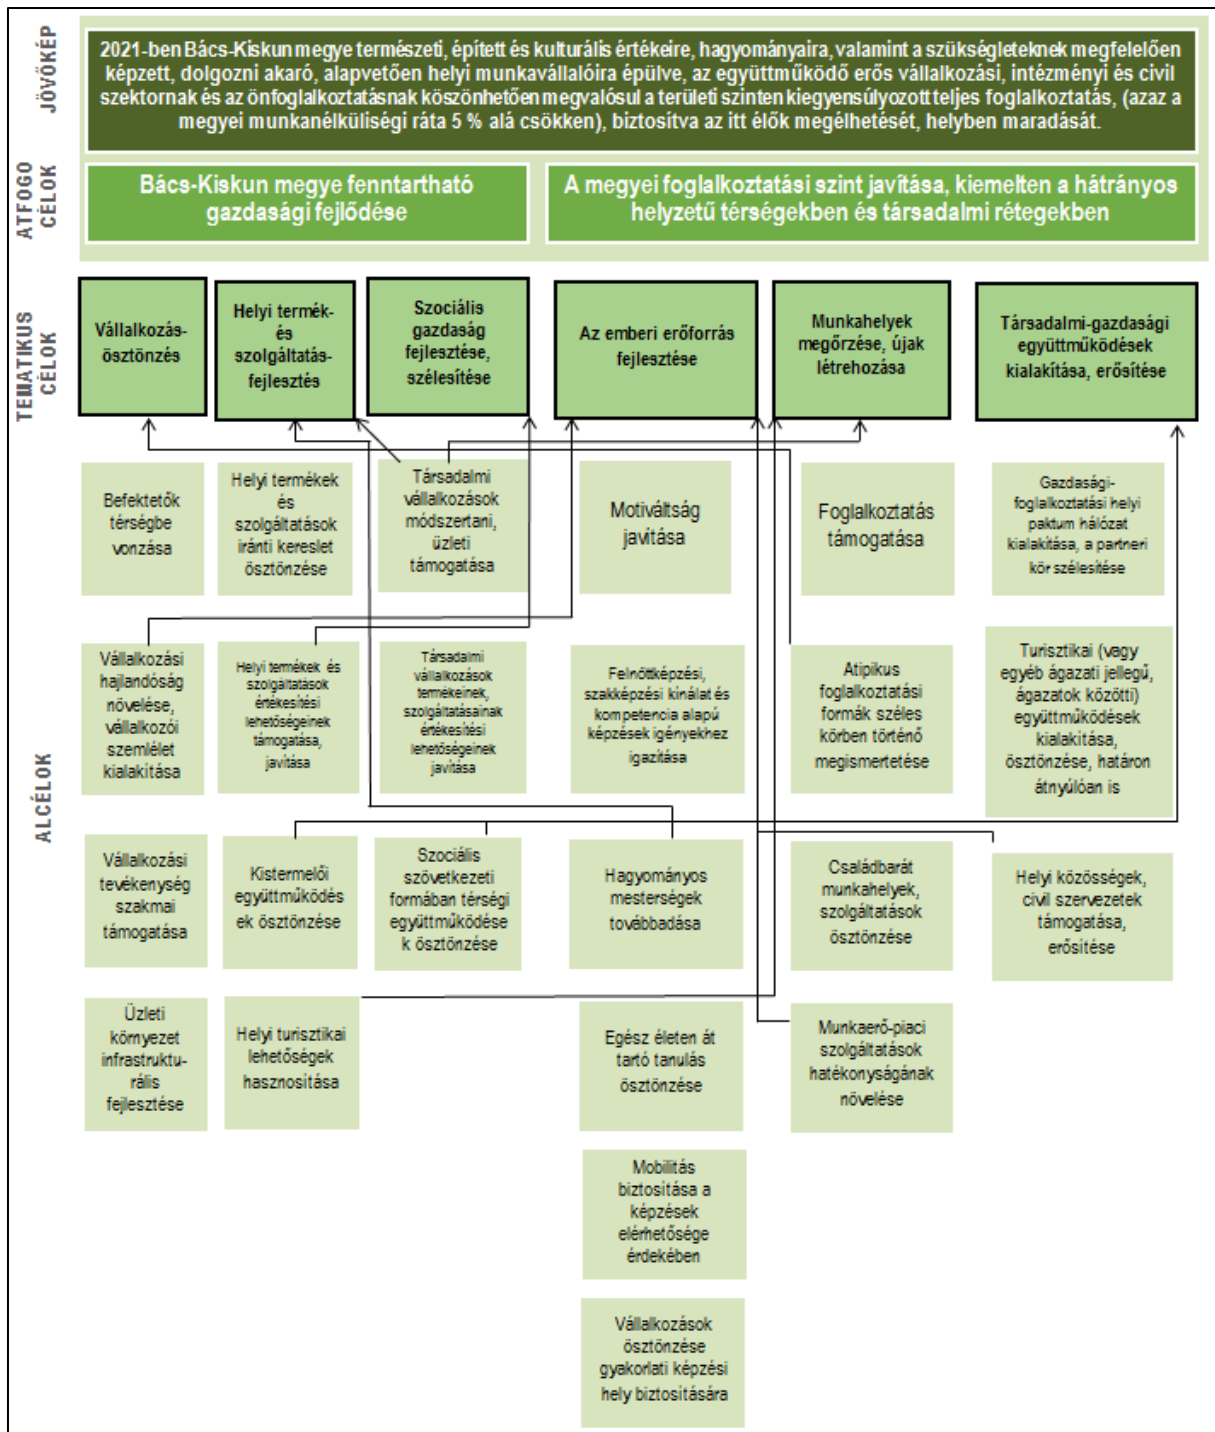 JÖVŐKÉP
2021-ben Bács-Kiskun megye természeti, épített és kulturális értékeire, hagyományaira, valamint a szükségleteknek megfelelően
képzett, dolgozni akaró, alapvetően helyi munkavállalóira épülve, az együttműködő erős vállalkozási, intézményi és civil
szektornak és az önfoglalkoztatásnak köszönhetően megvalósul a területi szinten kiegyensúlyozott teljes foglalkoztatás, (azaz a
megyei munkanélküliségi ráta 5 % alá csökken), biztosítva az itt élők megélhetését, helyben maradását.
ÁTFOGO
CÉLOK
Bács-Kiskun megye fenntartható
gazdasági fejlődése
A megyei foglalkoztatási szint javítása, kiemelten a hátrányos
helyzetű térségekben és társadalmi rétegekben
TEMATIKUS
CÉLOK
Vállalkozás-
ösztönzés
Helyi termék-
és
szolgáltatás-
fejlesztés
Szociális
gazdaság
fejlesztése,
szélesítése
Az emberi erőforrás
fejlesztése
Munkahelyek
megőrzése, újak
létrehozása
Társadalmi-gazdasági
együttműködések
kialakítása, erősítése
ALCÉLOK
Befektetők
térségbe
vonzása
Helyi termékek
és
szolgáltatások
iránti kereslet
ösztönzése
Társadalmi
vállalkozások
módszertani,
üzleti
támogatása
Motiváltság
javítása
Foglalkoztatás
támogatása
Gazdasági-
foglalkoztatási helyi
paktum hálózat
kialakítása, a partneri
kör szélesítése
Vállalkozási
hajlandóság
növelése,
vállalkozói
szemlélet
kialakítása
Helyi termékek és
szolgáltatások
értékesítési
lehetőségeinek
támogatása,
javítása
Társadalmi
vállalkozások
termékeinek,
szolgáltatásainak
értékesítési
lehetőségeinek
javítása
Felnőttképzési,
szakképzési kínálat és
kompetencia alapú
képzések igényekhez
igazítása
Atipikus
foglalkoztatási
formák széles
körben történő
megismertetése
Turisztikai (vagy
egyéb ágazati jellegű,
ágazatok közötti)
együttműködések
kialakítása,
ösztönzése, határon
átnyúlóan is
Vállalkozási
tevékenység
szakmai
támogatása
Kistermelői
együttműködés
ek ösztönzése
Szociális
szövetkezeti
formában térségi
együttműködése
k ösztönzése
Hagyományos
mesterségek
továbbadása
Családbarát
munkahelyek,
szolgáltatások
ösztönzése
Helyi közösségek,
civil szervezetek
támogatása,
erősítése
Üzleti
környezet
infrastruktu-
rális
fejlesztése
Helyi turisztikai
lehetőségek
hasznosítása
Egész életen át
tartó tanulás
ösztönzése
Munkaerő-piaci
szolgáltatások
hatékonyságának
növelése
Mobilitás
biztosítása a
képzések
elérhetősége
érdekében
Vállalkozások
ösztönzése
gyakorlati képzési
hely biztosítására